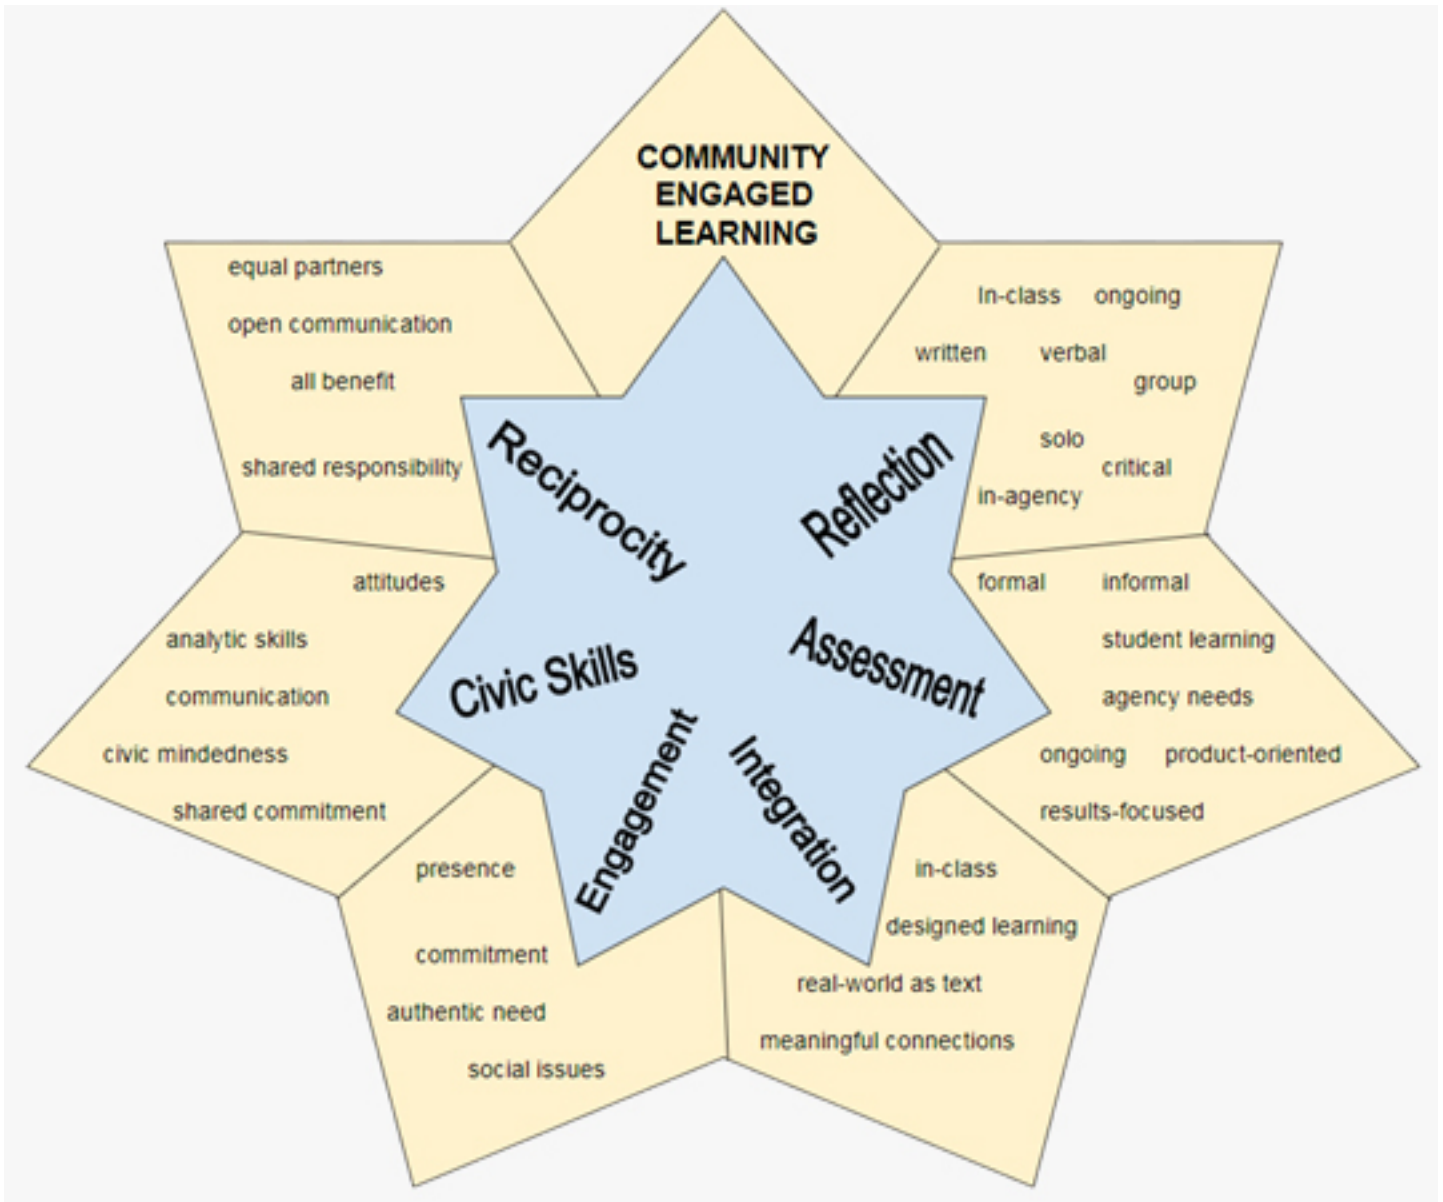 COMMUNITY
ENGAGED
LEARNING
equal partners
open communication
all benefit
shared responsibility
Reciprocity
In-class ongoing
written verbal
group
solo
critical
in-agency
Reflection
attitudes
analytic skills
communication
civic mindedness
shared commitment
Civic Skills
formal informal
student learning
agency needs
ongoing product-oriented
results-focused
Assessment
presence
commitment
authentic need
social issues
Engagement
in-class
designed learning
real-world as text
meaningful connections
Integration